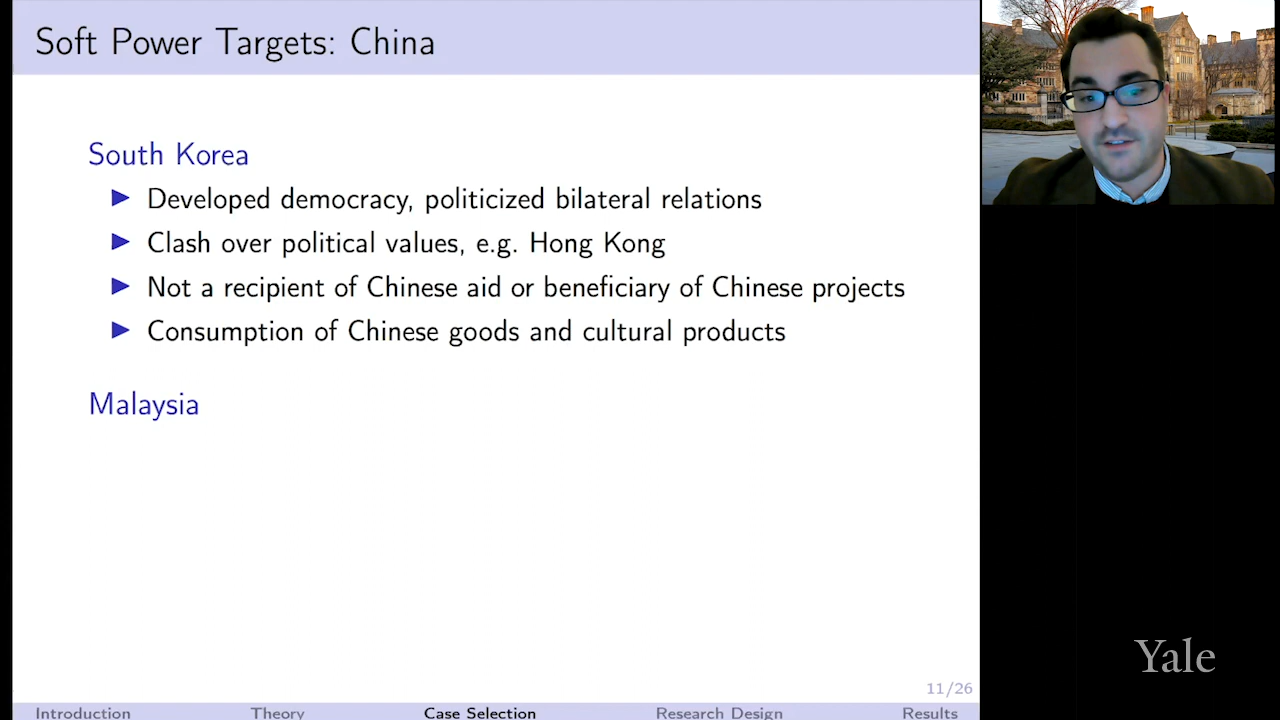 Soft Power Targets: China
South Korea
▶ Developed democracy, politicized bilateral relations
▶ Clash over political values, e.g. Hong Kong
▶ Not a recipient of Chinese aid or beneficiary of Chinese projects
▶ Consumption of Chinese goods and cultural products
Malaysia
Yale
11/26
Introduction Theory Case Selection Research Design Results